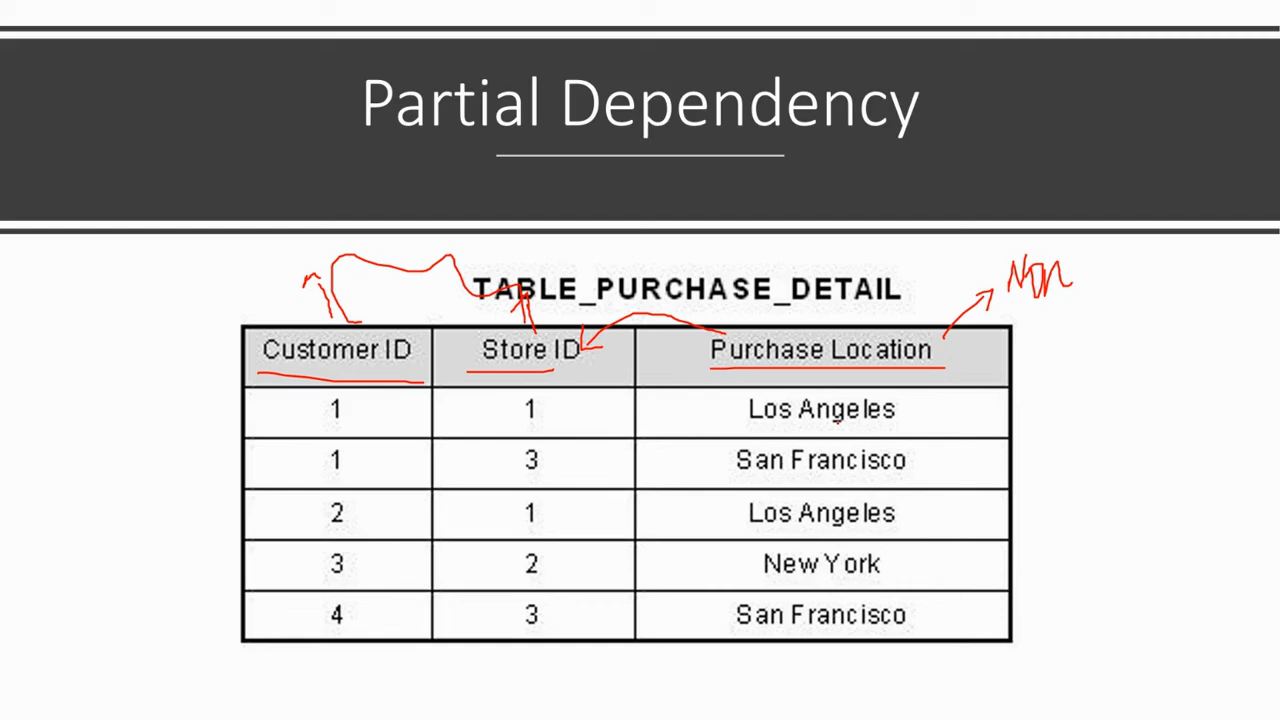 Partial Dependency
TABLE_PURCHASE_DETAIL
Customer ID Store ID Purchase Location
1 1 Los Angeles
1 3 San Francisco
2 1 Los Angeles
3 2 New York
4 3 San Francisco